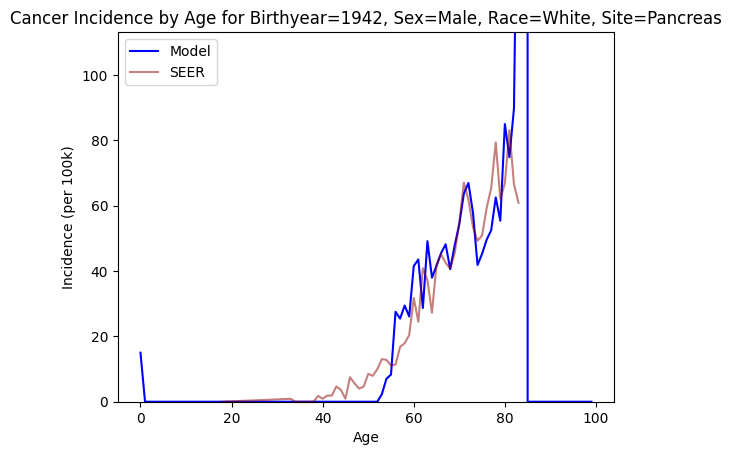 Cancer Incidence by Age for Birthyear=1942, Sex=Male, Race=White, Site=Pancreas
Model
SEER
Incidence (per 100k)
100
80
60
40
20
0
0 20 40 60 80 100
Age